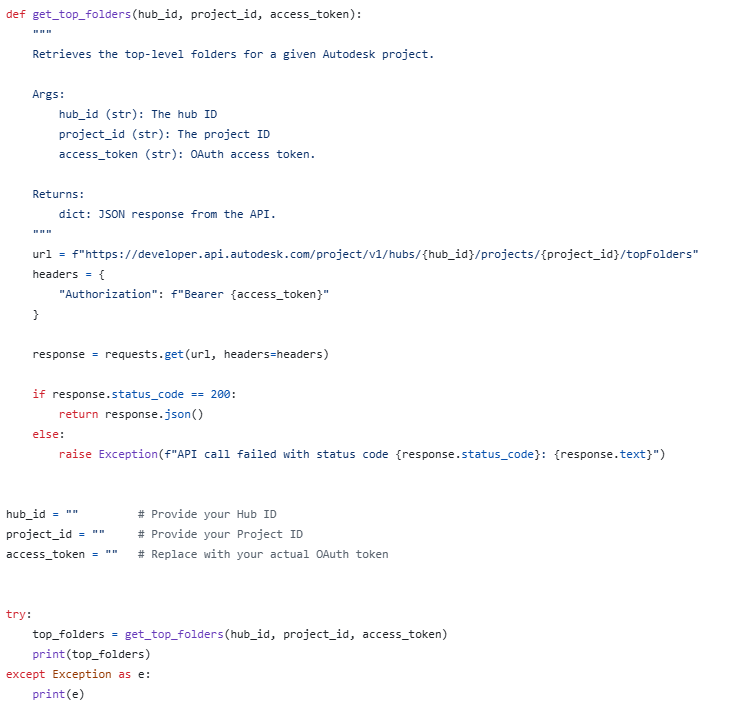 def get_top_folders(hub_id, project_id, access_token):
    """
    Retrieves the top-level folders for a given Autodesk project.

    Args:
        hub_id (str): The hub ID
        project_id (str): The project ID
        access_token (str): OAuth access token.

    Returns:
        dict: JSON response from the API.
    """
    url = f"https://developer.api.autodesk.com/project/v1/hubs/{hub_id}/projects/{project_id}/topFolders"
    headers = {
        "Authorization": f"Bearer {access_token}"
    }

    response = requests.get(url, headers=headers)

    if response.status_code == 200:
        return response.json()
    else:
        raise Exception(f"API call failed with status code {response.status_code}: {response.text}")


hub_id = ""         # Provide your Hub ID
project_id = ""     # Provide your Project ID
access_token = ""   # Replace with your actual OAuth token


try:
    top_folders = get_top_folders(hub_id, project_id, access_token)
    print(top_folders)
except Exception as e:
    print(e)